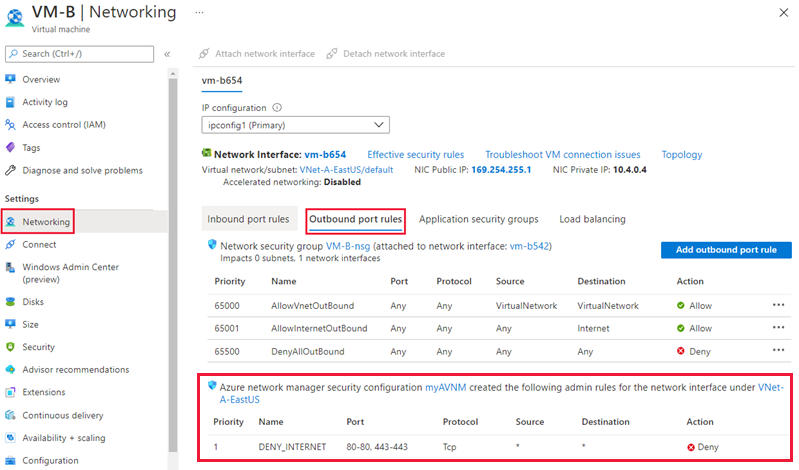 VM-B | Networking ...
Virtual machine
Search (Ctrl+/)
«
Overview
Activity log
Access control (IAM)
Tags
Diagnose and solve problems
Settings
Networking
Connect
Windows Admin Center
(preview)
Disks
Size
Security
Advisor recommendations
Extensions
Continuous delivery
Availability + scaling
Configuration
Attach network interface Detach network interface
vm-b654
IP configuration
ipconfig1 (Primary)
Network Interface: vm-b654 Effective security rules Troubleshoot VM connection issues Topology
Virtual network/subnet: VNet-A-EastUS/default NIC Public IP: 169.254.255.1 NIC Private IP: 10.4.0.4
Accelerated networking: Disabled
Inbound port rules Outbound port rules Application security groups Load balancing
Network security group VM-B-nsg (attached to network interface: vm-b542)
Impacts 0 subnets, 1 network interfaces
Add outbound port rule
Priority Name Port Protocol Source Destination Action
65000 AllowVnetOutBound Any Any VirtualNetwork VirtualNetwork Allow ...
65001 AllowInternetOutBound Any Any Any Internet Allow ...
65500 DenyAllOutBound Any Any Any Any Deny ...
Azure network manager security configuration myAVNM created the following admin rules for the network interface under VNet-
A-EastUS
Priority Name Port Protocol Source Destination Action
1 DENY_INTERNET 80-80, 443-443 Tcp * * Deny